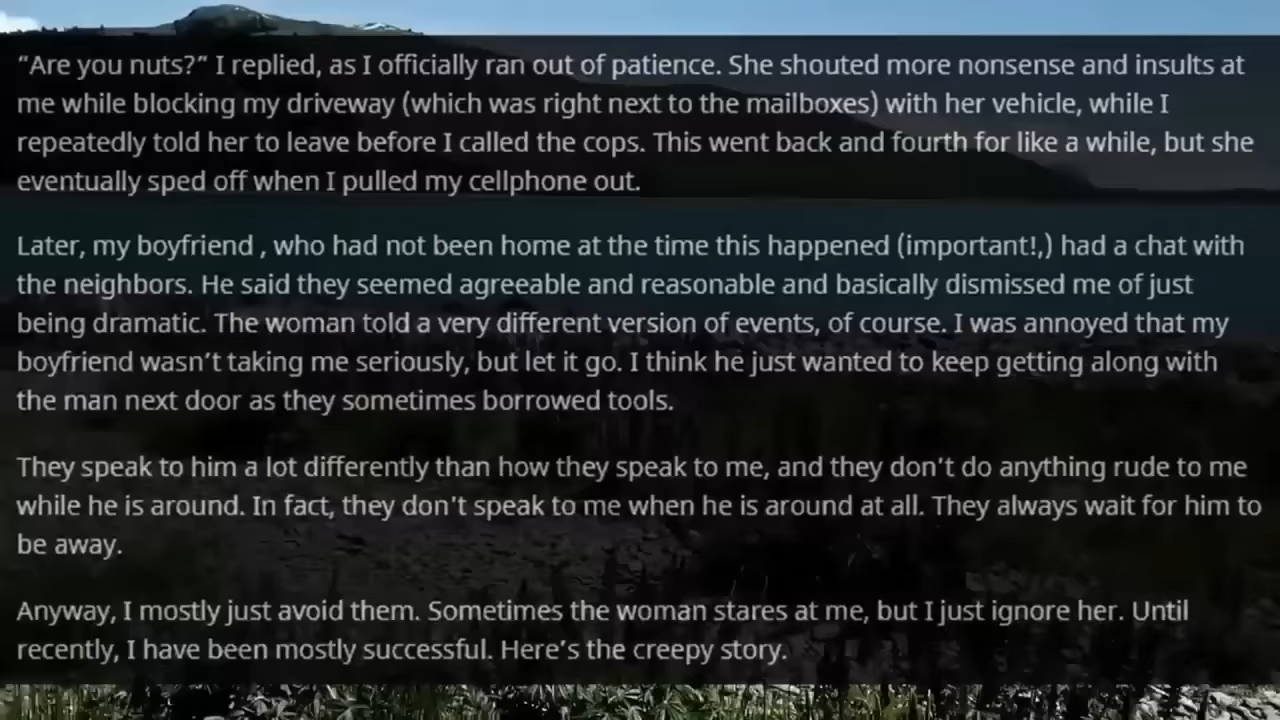 “Are you nuts?” I replied, as I officially ran out of patience. She shouted more nonsense and insults at
me while blocking my driveway (which was right next to the mailboxes) with her vehicle, while I
repeatedly told her to leave before I called the cops. This went back and fourth for like a while, but she
eventually sped off when I pulled my cellphone out.
Later, my boyfriend , who had not been home at the time this happened (important!,) had a chat with
the neighbors. He said they seemed agreeable and reasonable and basically dismissed me of just
being dramatic. The woman told a very different version of events, of course. I was annoyed that my
boyfriend wasn’t taking me seriously, but let it go. I think he just wanted to keep getting along with
the man next door as they sometimes borrowed tools.
They speak to him a lot differently than how they speak to me, and they don’t do anything rude to me
while he is around. In fact, they don’t speak to me when he is around at all. They always wait for him to
be away.
Anyway, I mostly just avoid them. Sometimes the woman stares at me, but I just ignore her. Until
recently, I have been mostly successful. Here’s the creepy story.